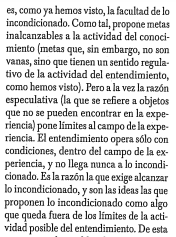 es, como ya hemos visto, la facultad de lo
incondicionado. Como tal, propone metas
inalcanzables a la actividad del conoci-
miento (metas que, sin embargo, no son
vanas, sino que tienen un sentido regula-
tivo de la actividad del entendimiento,
como hemos visto). Pero a la vez la razón
especulativa (la que se refiere a objetos
que no se pueden encontrar en la expe-
riencia) pone límites al campo de la expe-
riencia. El entendimiento opera sólo con
condiciones, dentro del campo de la ex-
periencia, y no llega nunca a lo incondi-
cionado. Es la razón la que exige alcanzar
lo incondicionado, y son las ideas las que
proponen lo incondicionado como algo
que queda fuera de los límites de la acti-
vidad posible del entendimiento. De esta